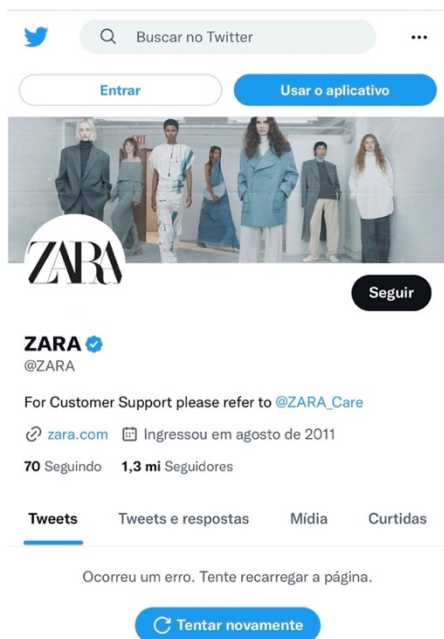 Buscar no Twitter
Entrar
Usar o aplicativo
EXIT
ZARA
Seguir
ZARA
@ZARA
For Customer Support please refer to @ZARA_Care
zara.com Ingressou em agosto de 2011
70 Seguindo 1,3 mi Seguidores
Tweets Tweets e respostas Mídia Curtidas
Ocorreu um erro. Tente recarregar a página.
Tentar novamente